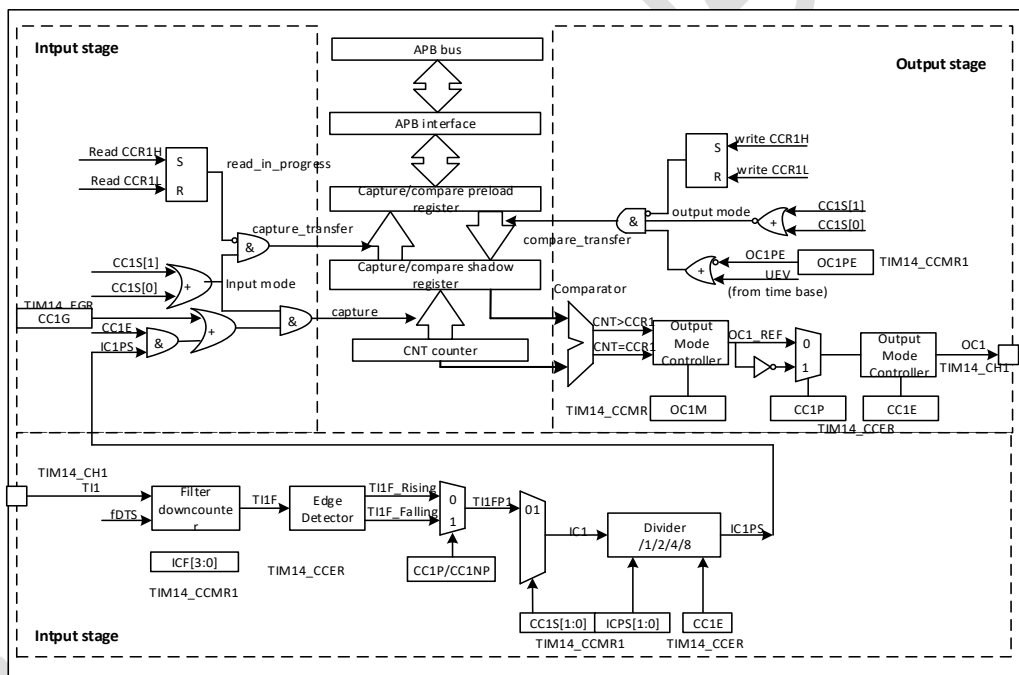 Intput stage
APB bus
Output stage
APB interface
Read CCR1H
S
Read CCR1L
R
read_in_progress
S
write CCR1H
R
write CCR1L
Capture/compare preload
register
&
output mode
+
CC1S[1]
CC1S[0]
&
capture_transfer
compare_transfer
CC1S[1]
CC1S[0]
+
Input mode
Capture/compare shadow
register
+
OC1PE
UEV
(from time base)
OC1PE
TIM14_CCMR1
TIM14_EGR
CC1G
CC1E
IC1PS
&
+
&
capture
CNT counter
Comparator
CNT>CCR1
CNT=CCR1
Output
Mode
Controller
OC1_REF
0
1
Output
Mode
Controller
OC1
TIM14_CH1
TIM14_CCMR
OC1M
CC1P
CC1E
TIM14_CCER
TIM14_CH1
TI1
fDTS
Filter
downcounte
r
TI1F
Edge
Detector
TI1F_Rising
TI1F_Falling
0
1
TI1FP1
01
IC1
Divider
/1/2/4/8
IC1PS
ICF[3:0]
TIM14_CCMR1
TIM14_CCER
CC1P/CC1NP
CC1S[1:0]
ICPS[1:0]
CC1E
TIM14_CCMR1
TIM14_CCER
Intput stage